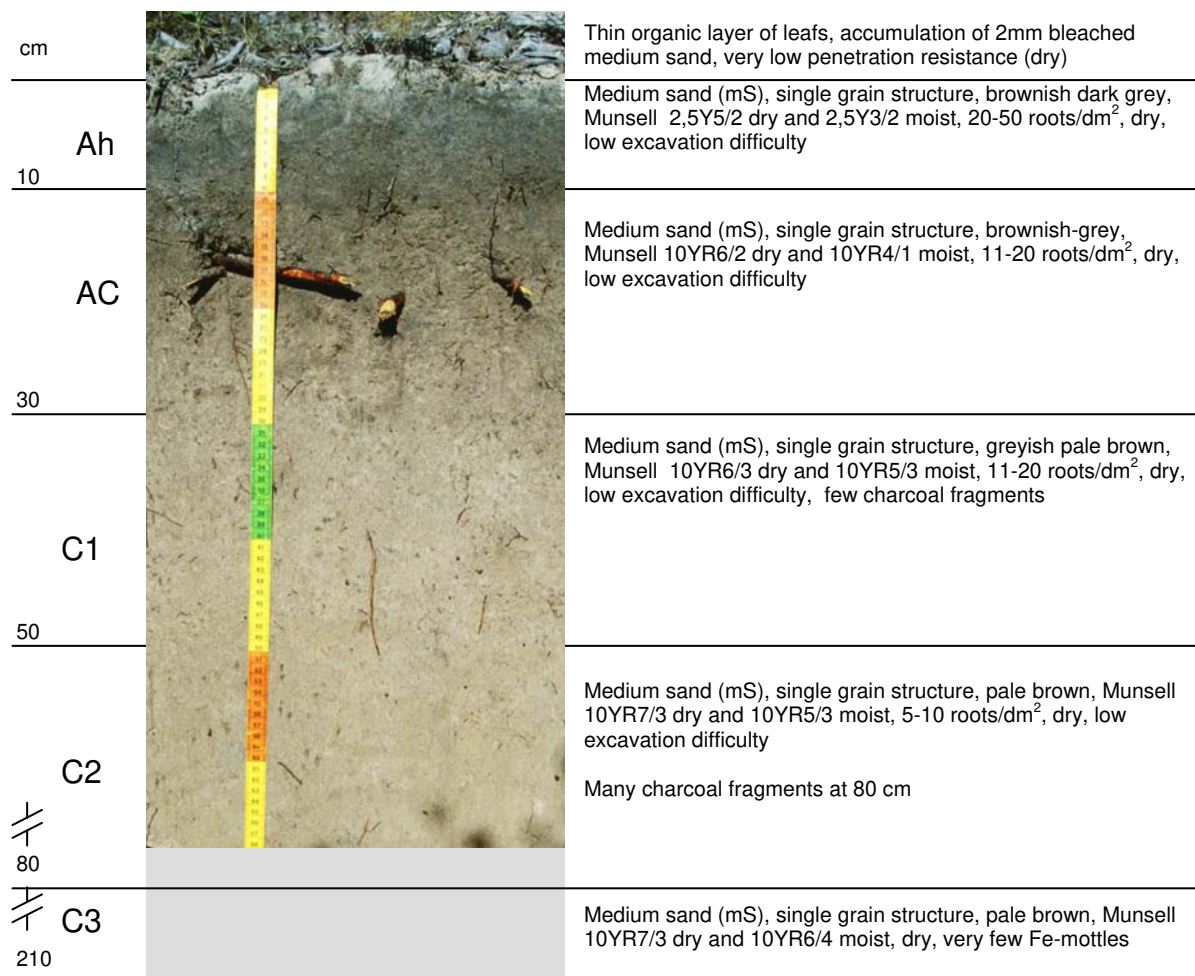 cm
Thin organic layer of leafs, accumulation of 2mm bleached
medium sand, very low penetration resistance (dry)
Ah
10
Medium sand (mS), single grain structure, brownish dark grey,
Munsell 2,5Y5/2 dry and 2,5Y3/2 moist, 20-50 roots/dm², dry,
low excavation difficulty
AC
30
Medium sand (mS), single grain structure, brownish-grey,
Munsell 10YR6/2 dry and 10YR4/1 moist, 11-20 roots/dm², dry,
low excavation difficulty
C1
50
Medium sand (mS), single grain structure, greyish pale brown,
Munsell 10YR6/3 dry and 10YR5/3 moist, 11-20 roots/dm², dry,
low excavation difficulty, few charcoal fragments
C2
80
Medium sand (mS), single grain structure, pale brown, Munsell
10YR7/3 dry and 10YR5/3 moist, 5-10 roots/dm², dry, low
excavation difficulty
Many charcoal fragments at 80 cm
C3
210
Medium sand (mS), single grain structure, pale brown, Munsell
10YR7/3 dry and 10YR6/4 moist, dry, very few Fe-mottles